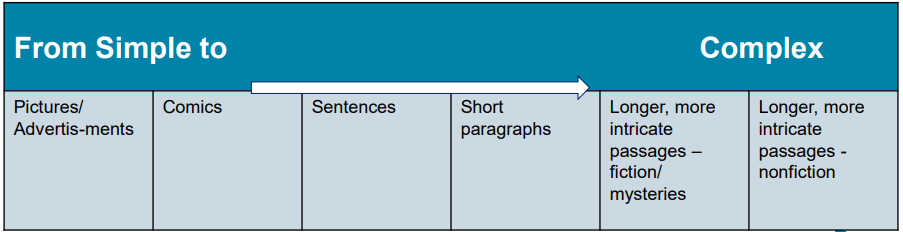 From Simple to Complex
Pictures/
Advertis-ments
Comics
Sentences
Short
paragraphs
Longer, more
intricate
passages –
fiction/
mysteries
Longer, more
intricate
passages -
nonfiction